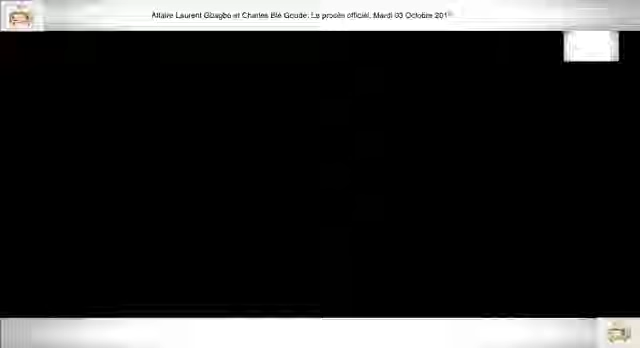 Affaire Laurent Gbagbo et Charles Blé Goudé: Le procès officiel, Mardi 03 Octobre